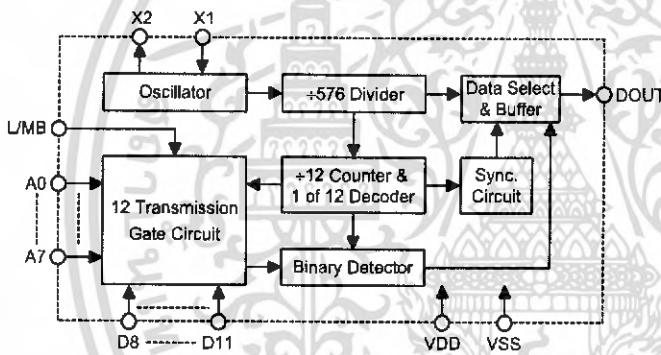 X2 X1
Oscillator
÷576 Divider
Data Select
& Buffer
DOUT
L/MB
A0
12 Transmission
Gate Circuit
÷12 Counter &
1 of 12 Decoder
Sync.
Circuit
A7
Binary Detector
D8 D11 VDD VSS